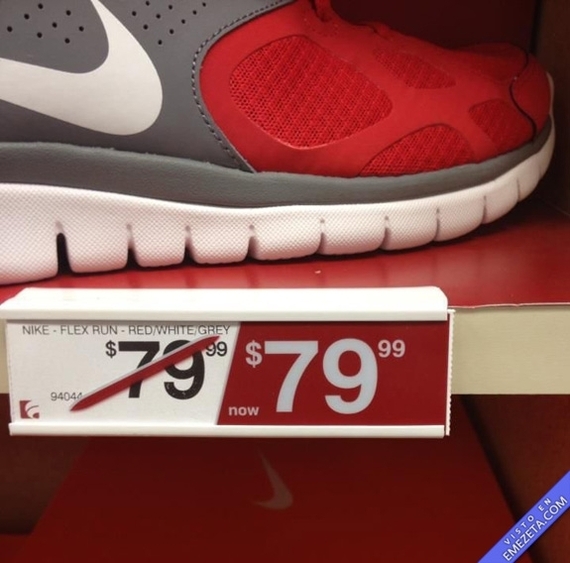 NIKE - FLEX RUN - RED/WHITE/GREY
$79.99
94044
now $79.99
VISTO EN
EMEZETA.COM